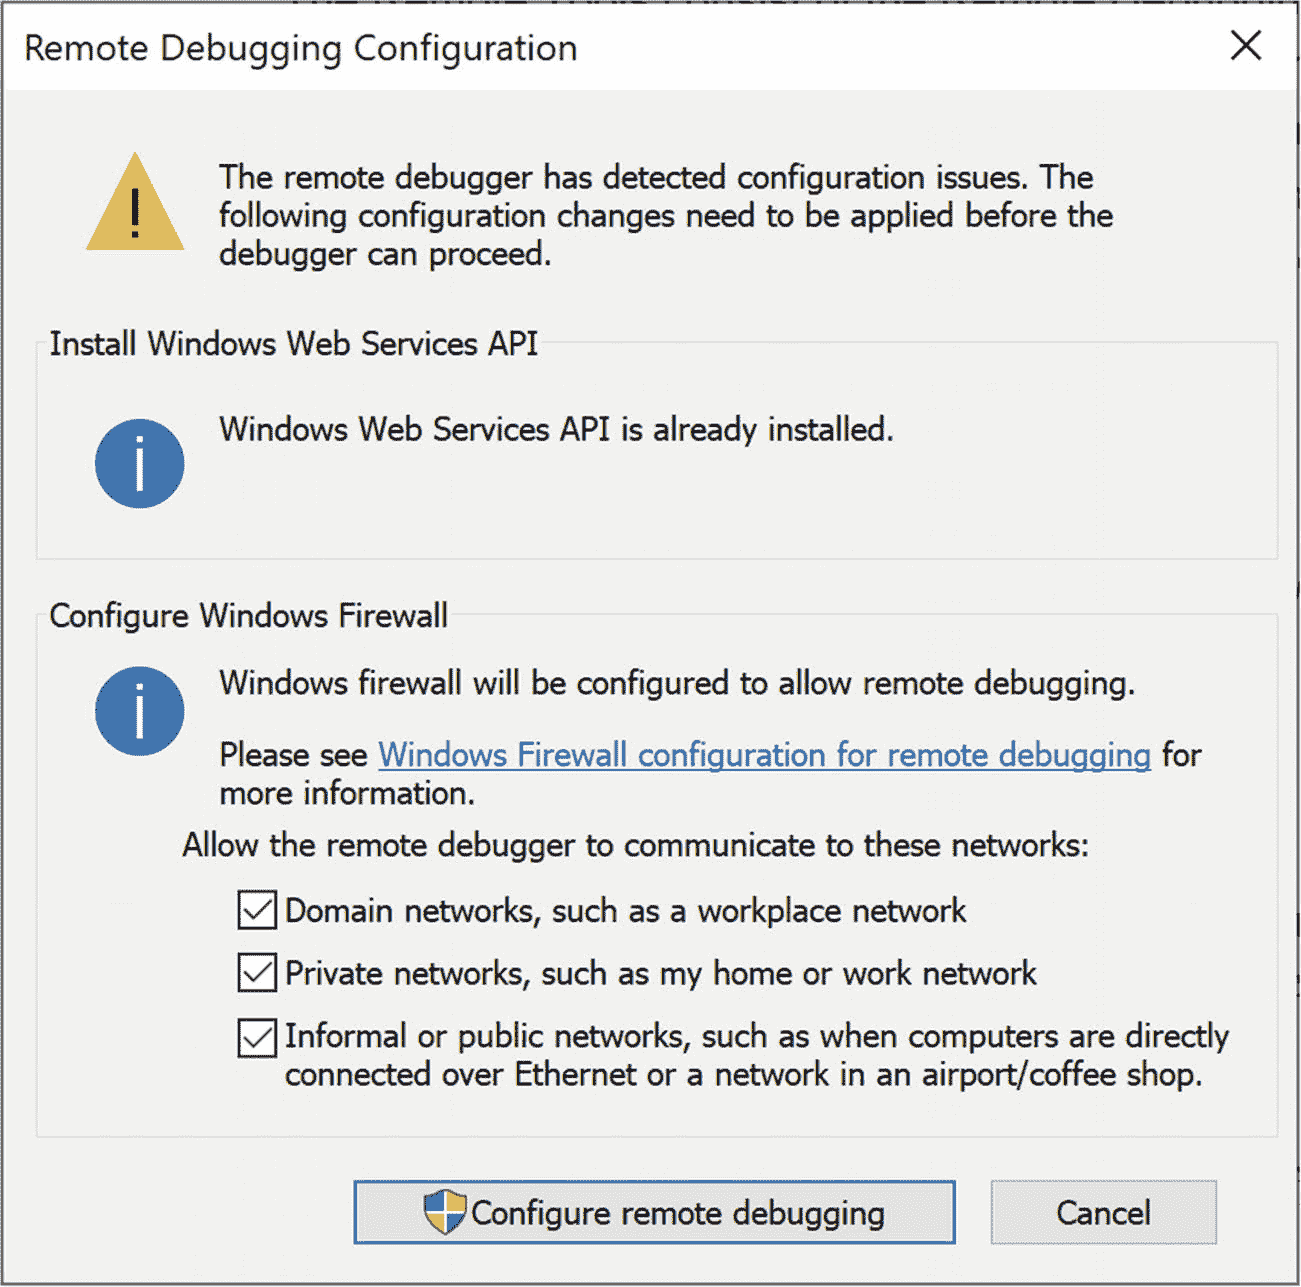 Remote Debugging Configuration
The remote debugger has detected configuration issues. The
following configuration changes need to be applied before the
debugger can proceed.
Install Windows Web Services API
Windows Web Services API is already installed.
Configure Windows Firewall
Windows firewall will be configured to allow remote debugging.
Please see Windows Firewall configuration for remote debugging for
more information.
Allow the remote debugger to communicate to these networks:
Domain networks, such as a workplace network
Private networks, such as my home or work network
Informal or public networks, such as when computers are directly
connected over Ethernet or a network in an airport/coffee shop.
Configure remote debugging
Cancel